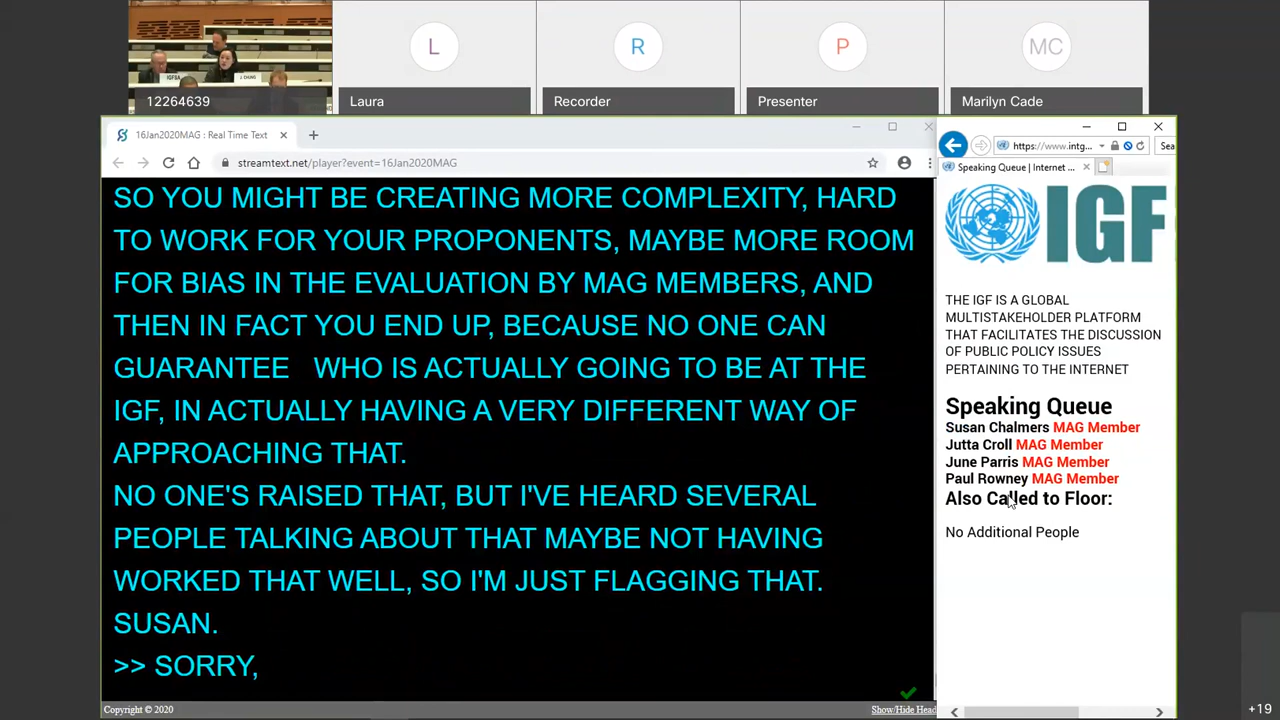 IGFSA
J. CHUNG
L
R
P
MC
12264639
Laura
Recorder
Presenter
Marilyn Cade
16Jan2020MAG : Real Time Text
streamtext.net/player?event=16Jan2020MAG
SO YOU MIGHT BE CREATING MORE COMPLEXITY, HARD
TO WORK FOR YOUR PROPONENTS, MAYBE MORE ROOM
FOR BIAS IN THE EVALUATION BY MAG MEMBERS, AND
THEN IN FACT YOU END UP, BECAUSE NO ONE CAN
GUARANTEE WHO IS ACTUALLY GOING TO BE AT THE
IGF, IN ACTUALLY HAVING A VERY DIFFERENT WAY OF
APPROACHING THAT.
NO ONE'S RAISED THAT, BUT I'VE HEARD SEVERAL
PEOPLE TALKING ABOUT THAT MAYBE NOT HAVING
WORKED THAT WELL, SO I'M JUST FLAGGING THAT.
SUSAN.
>> SORRY,
Copyright © 2020
Show/Hide Head
https://www.intg...
Sea
Speaking Queue | Internet ...
IGF
THE IGF IS A GLOBAL
MULTISTAKEHOLDER PLATFORM
THAT FACILITATES THE DISCUSSION
OF PUBLIC POLICY ISSUES
PERTAINING TO THE INTERNET
Speaking Queue
Susan Chalmers MAG Member
Jutta Croll MAG Member
June Parris MAG Member
Paul Rowney MAG Member
Also Called to Floor:
No Additional People
+19